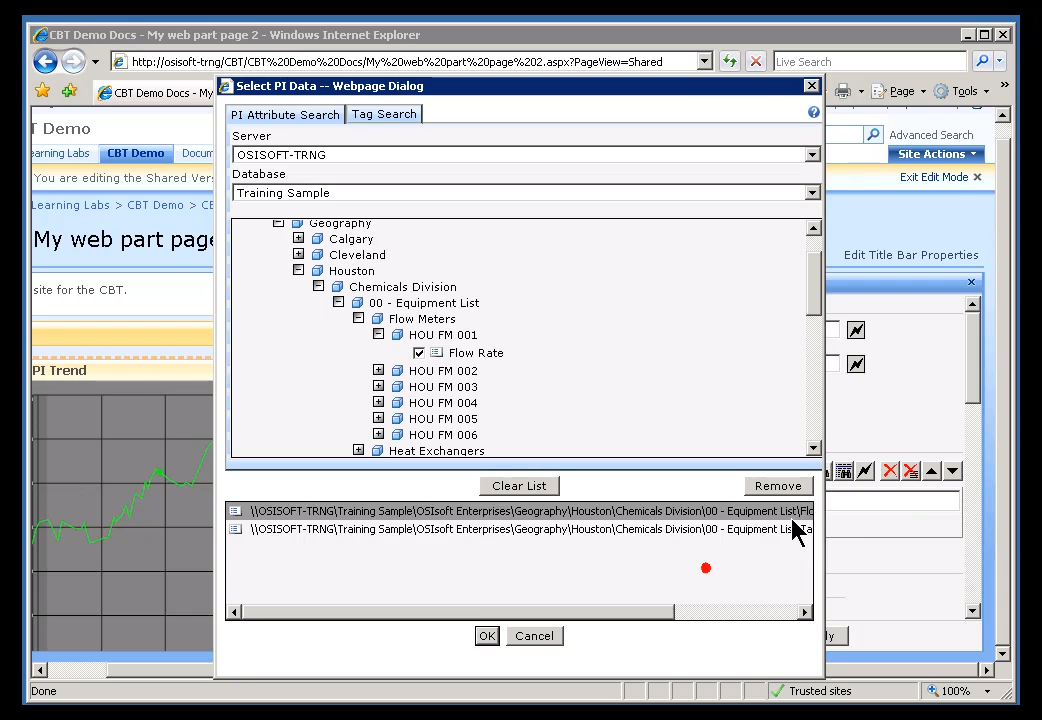 CBT Demo Docs - My web part page 2 - Windows Internet Explorer
http://osisoft-trng/CBT/CBT%20Demo%20Docs/My%20web%20part%20page%202.aspx?PageView=Shared
Live Search
CBT Demo Docs - My
Page
Tools
Select PI Data -- Webpage Dialog
PI Attribute Search
Tag Search
Server
OSISOFT-TRNG
Database
Training Sample
Geography
Calgary
Cleveland
Houston
Chemicals Division
00 - Equipment List
Flow Meters
HOU FM 001
Flow Rate
HOU FM 002
HOU FM 003
HOU FM 004
HOU FM 005
HOU FM 006
Heat Exchangers
Clear List
Remove
\\OSISOFT-TRNG\Training Sample\OSIsoft Enterprises\Geography\Houston\Chemicals Division\00 - Equipment List\Flo
\\OSISOFT-TRNG\Training Sample\OSIsoft Enterprises\Geography\Houston\Chemicals Division\00 - Equipment
OK
Cancel
T Demo
earning Labs
CBT Demo
Docum
You are editing the Shared Vers
Learning Labs > CBT Demo > CB
My web part page
site for the CBT.
PI Trend
Advanced Search
Site Actions
Exit Edit Mode
Edit Title Bar Properties
ly
Done
Trusted sites
100%